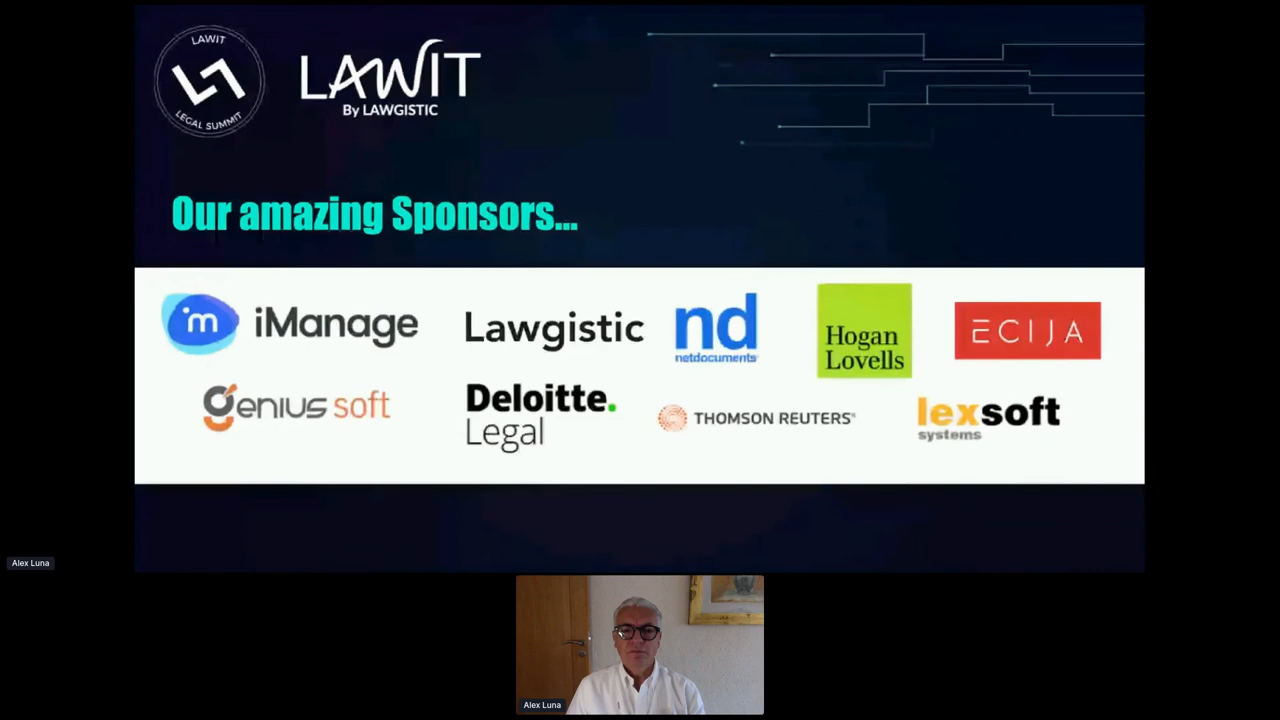 LAWIT
LEGAL SUMMIT
LAWIT
By LAWGISTIC
Our amazing Sponsors...
m iManage
Lawgistic
nd
netdocuments
Hogan
Lovells
ECIJA
genius soft
Deloitte.
Legal
THOMSON REUTERS®
lexsoft
systems
Alex Luna
Alex Luna